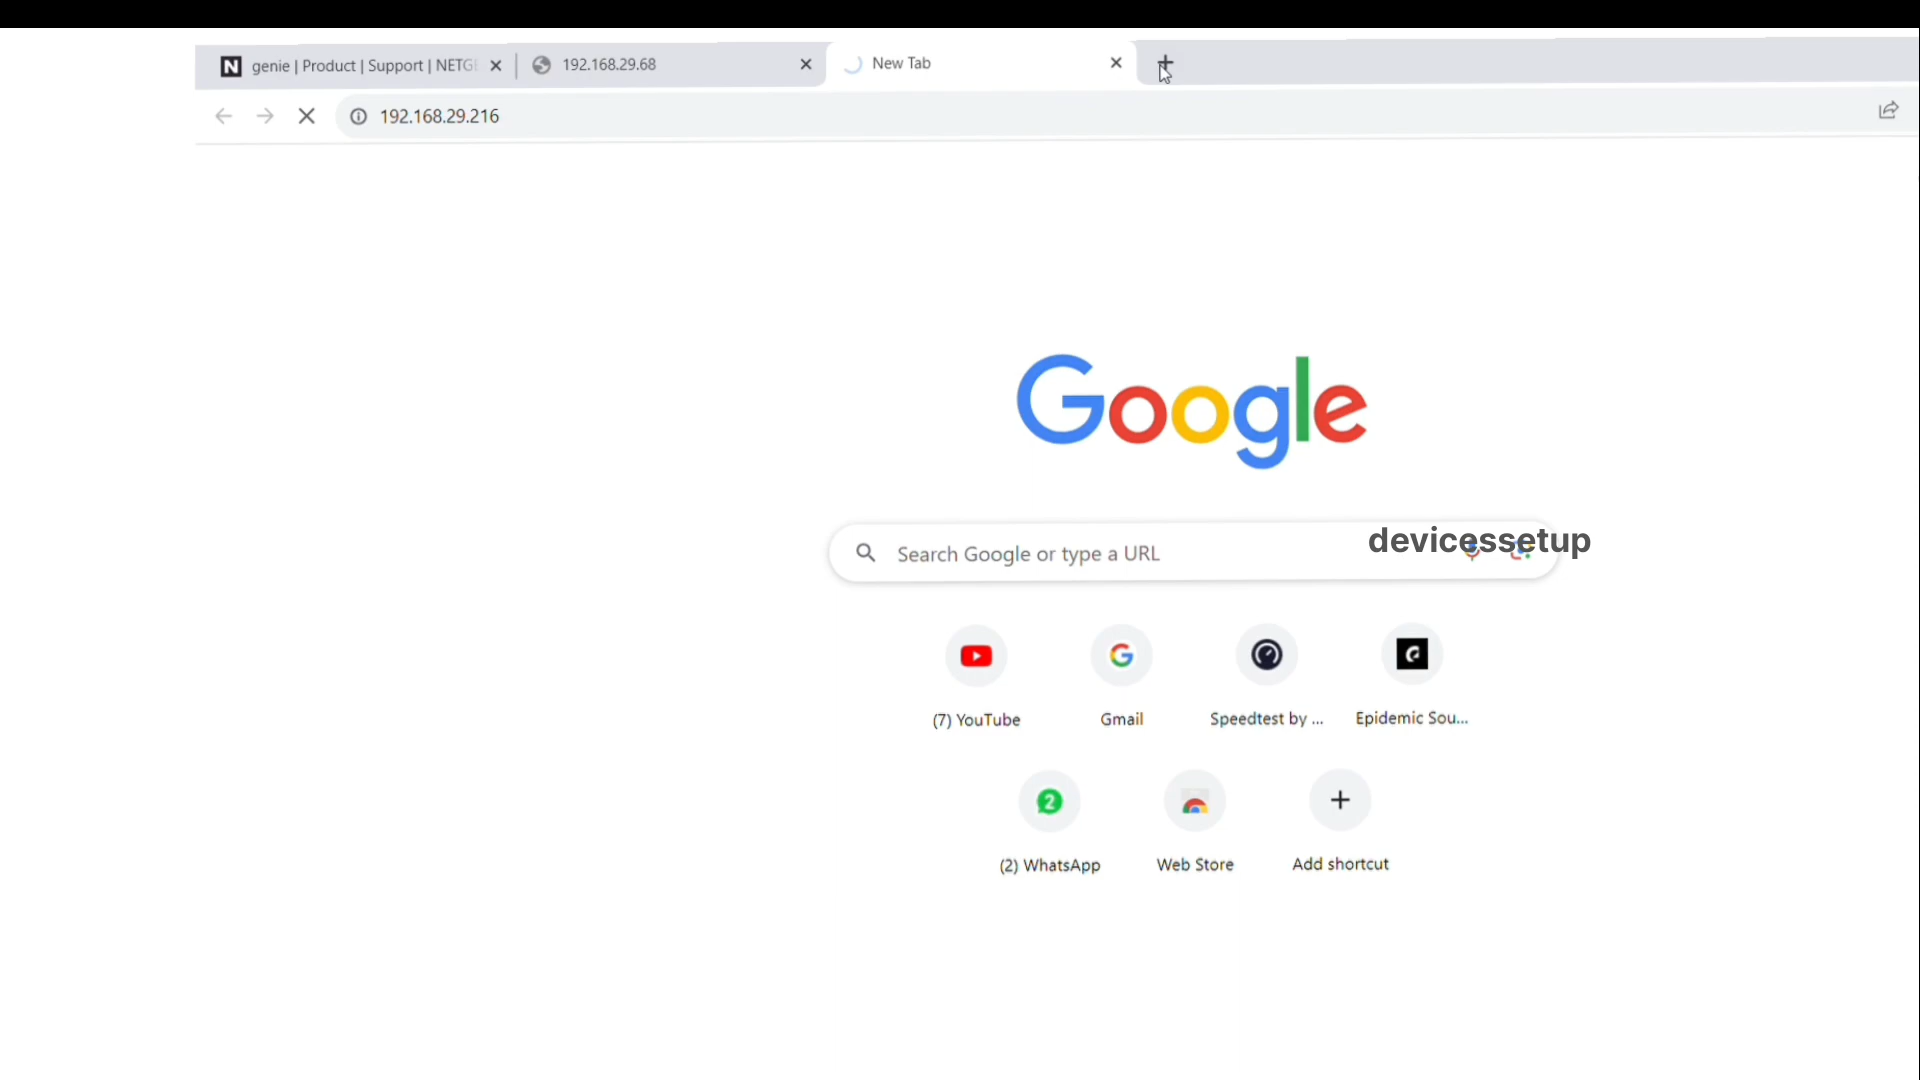 genie | Product | Support | NETG
192.168.29.68
New Tab
192.168.29.216
Google
Search Google or type a URL
devicessetup
(7) YouTube
Gmail
Speedtest by ...
Epidemic Sou...
2
(2) WhatsApp
Web Store
Add shortcut